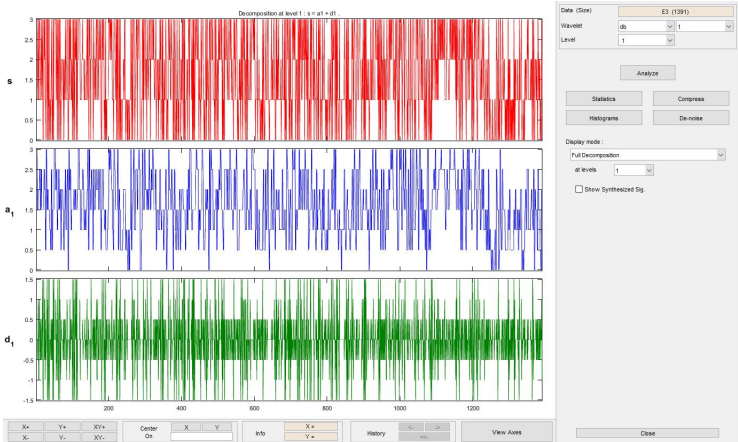 Decomposition at level 1 : s = a1 + d1 .
s
3
2.5
2
1.5
1
0.5
0
a1
3
2.5
2
1.5
1
0.5
0
d1
1.5
1
0.5
0
-0.5
-1
-1.5
200 400 600 800 1000 1200
X+ Y+ XY+
X- Y- XY-
Center On X Y
Info X = Y =
History <- -> <<-
View Axes
Data (Size) E3 (1391)
Wavelet db 1
Level 1
Analyze
Statistics Compress
Histograms De-noise
Display mode :
Full Decomposition
at levels 1
Show Synthesized Sig.
Close